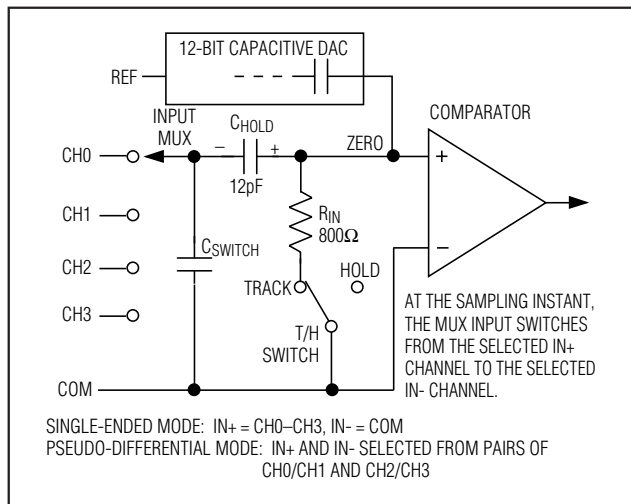 12-BIT CAPACITIVE DAC
REF
COMPARATOR
INPUT
MUX
CHOLD
ZERO
– +
+
CH0
12pF
CH1
RIN
800Ω
CSWITCH
–
CH2
HOLD
TRACK
CH3
T/H
SWITCH
AT THE SAMPLING INSTANT,
THE MUX INPUT SWITCHES
FROM THE SELECTED IN+
CHANNEL TO THE SELECTED
IN- CHANNEL.
COM
SINGLE-ENDED MODE: IN+ = CH0–CH3, IN- = COM
PSEUDO-DIFFERENTIAL MODE: IN+ AND IN- SELECTED FROM PAIRS OF
CH0/CH1 AND CH2/CH3